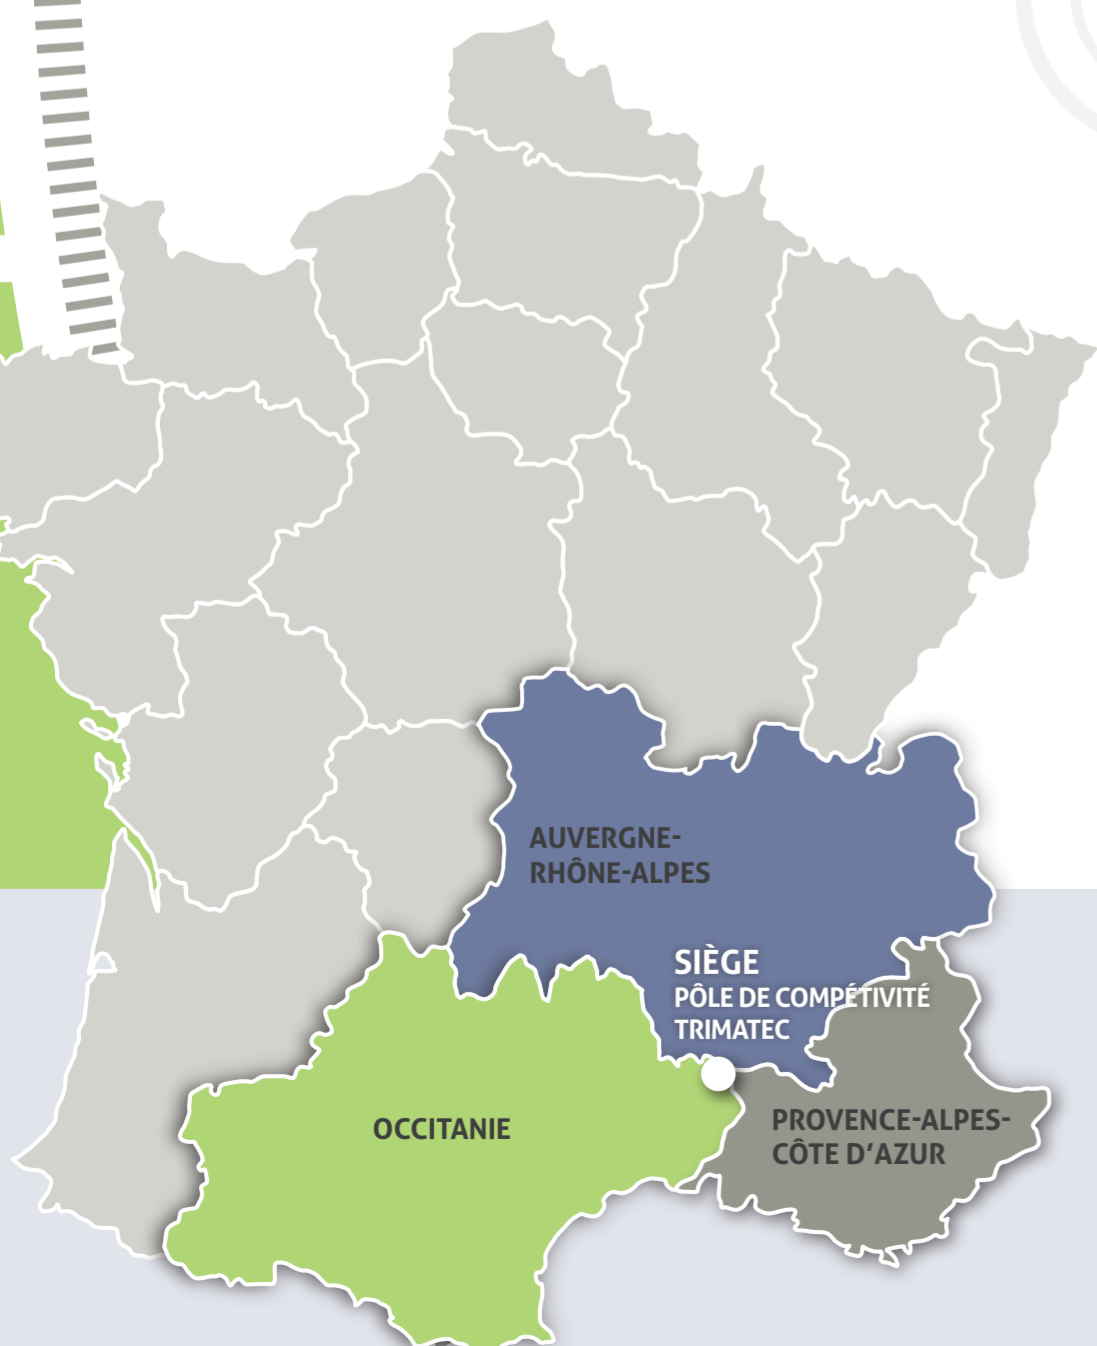 AUVERGNE-
RHÔNE-ALPES
SIÈGE
PÔLE DE COMPÉTIVITÉ
TRIMATEC
OCCITANIE
PROVENCE-ALPES-
CÔTE D’AZUR